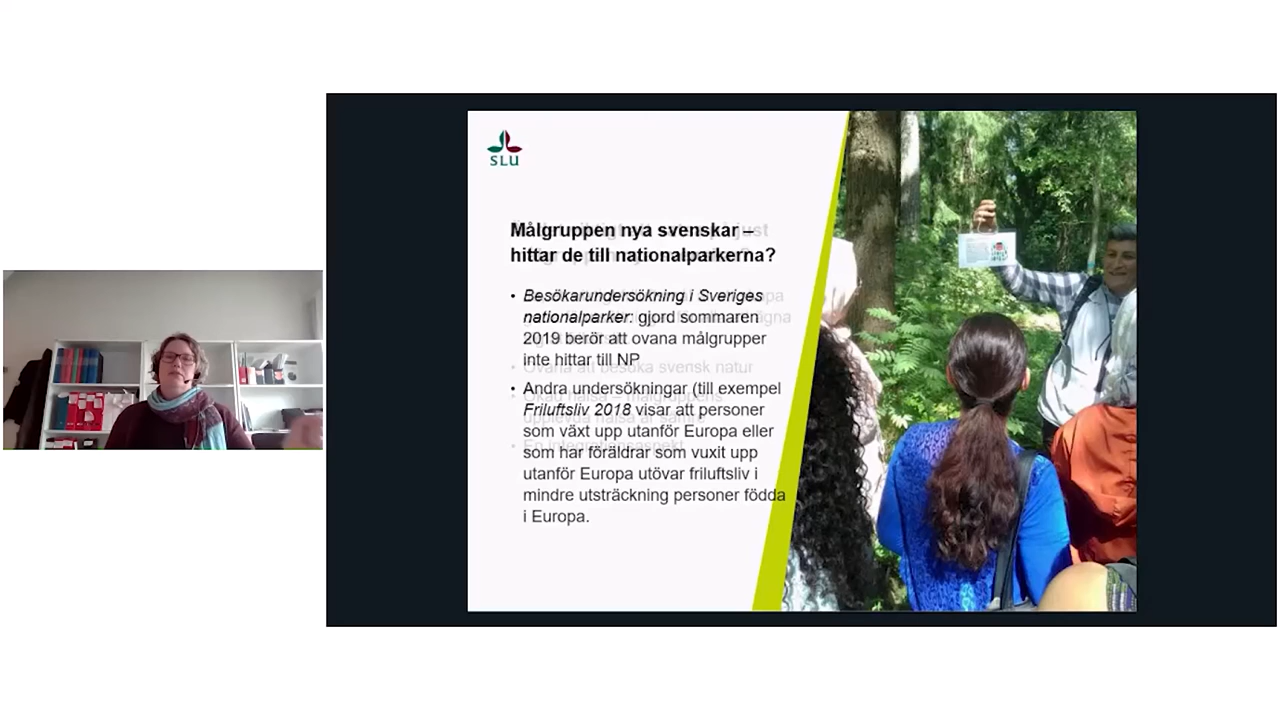 SLU
Målgruppen nya svenskar –
hittar de till nationalparkerna?
• Besökarundersökning i Sveriges
nationalparker: gjord sommaren
2019 berör att ovana målgrupper
inte hittar till NP
• Andra undersökningar (till exempel
Friluftsliv 2018 visar att personer
som växt upp utanför Europa eller
som har föräldrar som vuxit upp
utanför Europa utövar friluftsliv i
mindre utsträckning personer födda
i Europa.